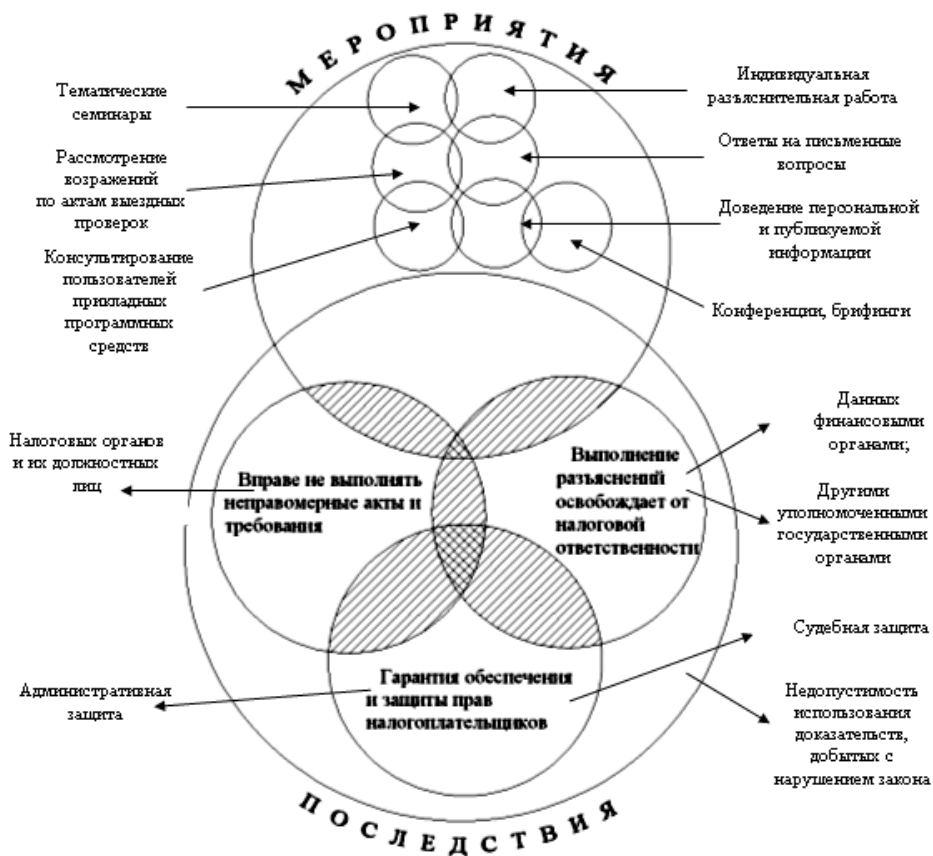 МЕРОПРИЯТИЯ
Тематические
семинары
Рассмотрение
возражений
по актам выездных
проверок
Консультирование
пользователей
прикладных
программных
средств
Индивидуальная
разъяснительная работа
Ответы на письменные
вопросы
Доведение персональной
и публикуемой
информации
Конференции, брифинги
Налоговых органов
и их должностных
лиц
Вправе не выполнять
неправомерные акты и
требования
Выполнение
разъяснений
освобождает от
налоговой
ответственности
Данных
финансовыми
органами;
Другими
уполномоченными
государственными
органами
Гарантия обеспечения
и защиты прав
налогоплательщиков
Административная
защита
Судебная защита
Недопустимость
использования
доказательств,
добытых с
нарушением закона
ПОСЛЕДСТВИЯ